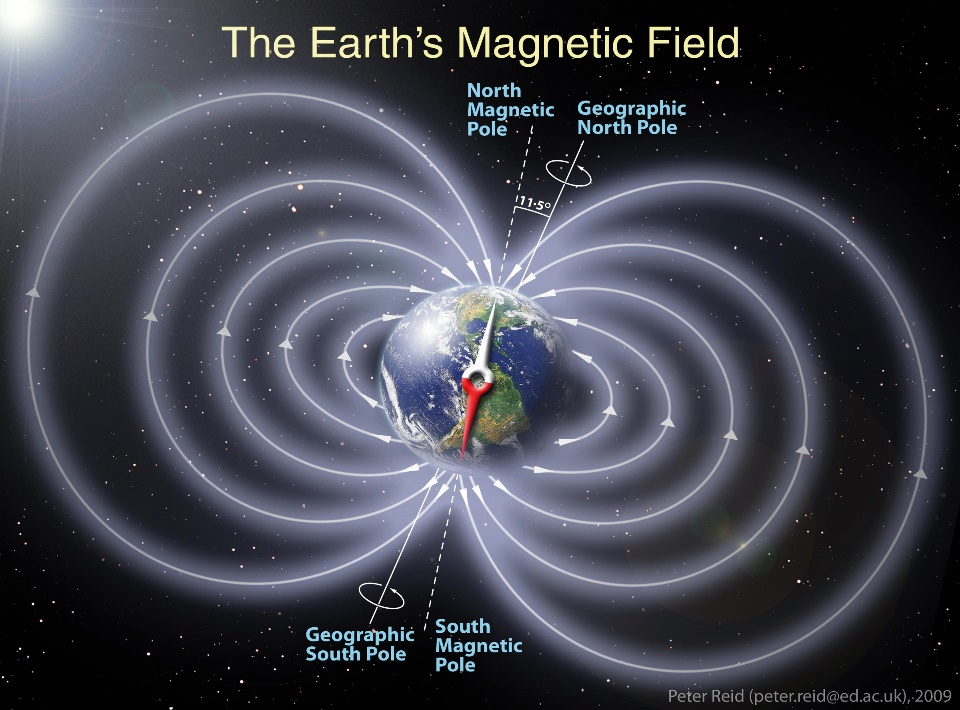 The Earth's Magnetic Field
North
Magnetic
Pole
Geographic
North Pole
11·5°
Geographic
South Pole
South
Magnetic
Pole
Peter Reid (peter.reid@ed.ac.uk), 2009